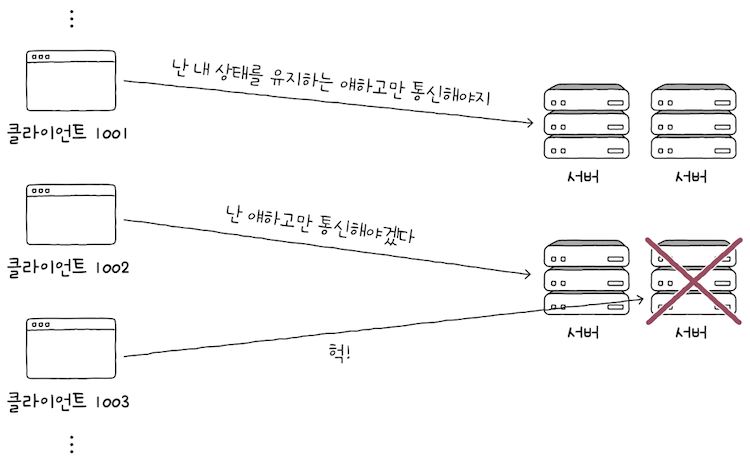 난 내 상태를 유지하는 얘하고만 통신해야지
클라이언트 1001
서버
서버
난 얘하고만 통신해야겠다
클라이언트 1002
서버
서버
헉!
클라이언트 1003